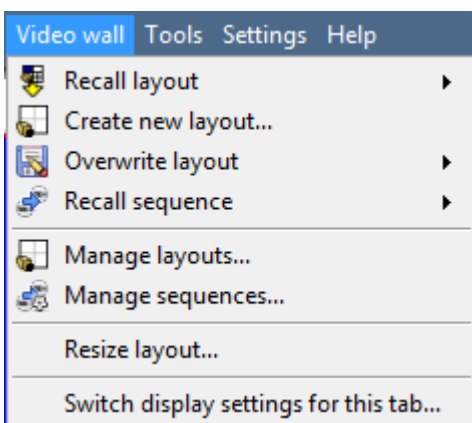 Video wall Tools Settings Help
Recall layout
Create new layout...
Overwrite layout
Recall sequence
Manage layouts...
Manage sequences...
Resize layout...
Switch display settings for this tab...